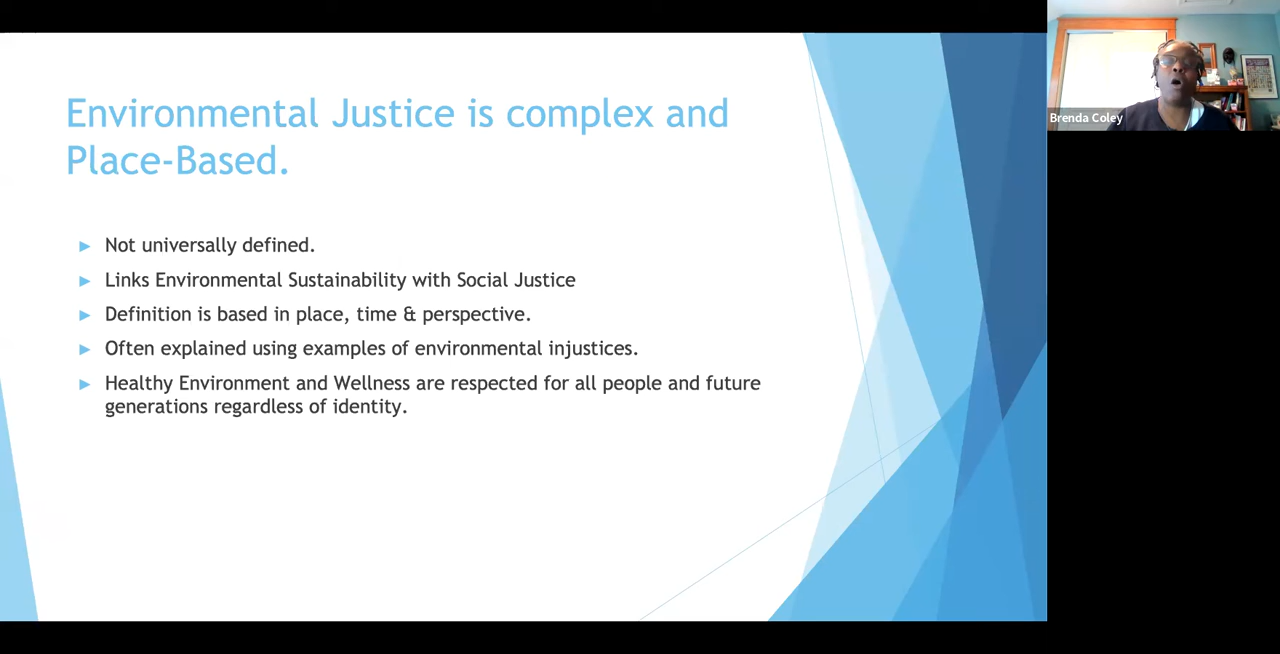 Environmental Justice is complex and
Place-Based.
Not universally defined.
Links Environmental Sustainability with Social Justice
Definition is based in place, time & perspective.
Often explained using examples of environmental injustices.
Healthy Environment and Wellness are respected for all people and future
generations regardless of identity.
Brenda Coley